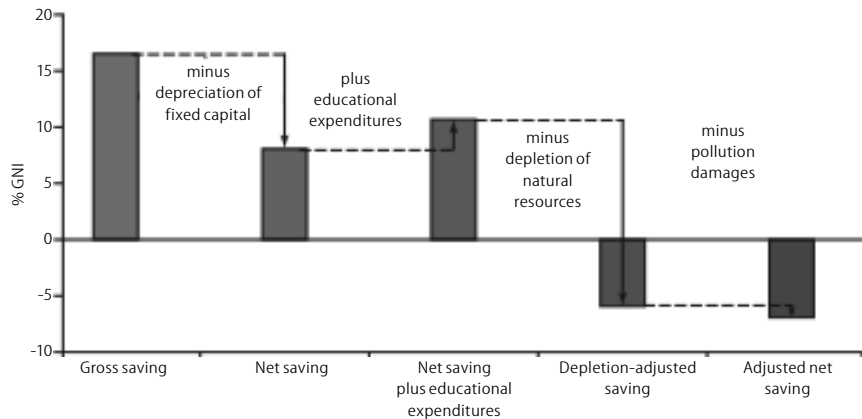 20
15
10
5
0
-5
-10
% GNI
minus
depreciation of
fixed capital
plus
educational
expenditures
minus
depletion of
natural
resources
minus
pollution
damages
Gross saving
Net saving
Net saving
plus educational
expenditures
Depletion-adjusted
saving
Adjusted net
saving